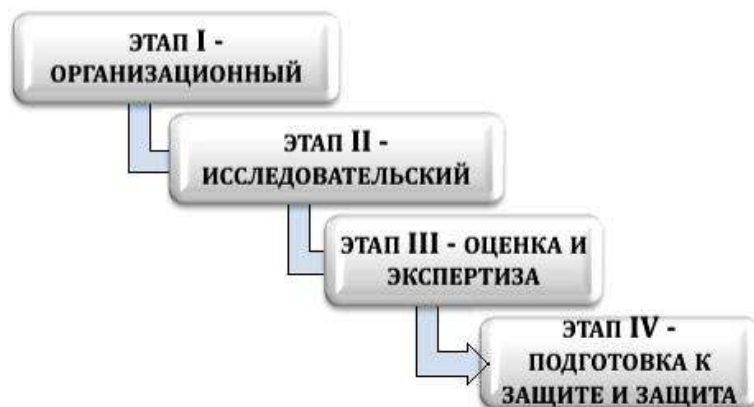 ЭТАП I -
ОРГАНИЗАЦИОННЫЙ
ЭТАП II -
ИССЛЕДОВАТЕЛЬСКИЙ
ЭТАП III - ОЦЕНКА И
ЭКСПЕРТИЗА
ЭТАП IV -
ПОДГОТОВКА К
ЗАЩИТЕ И ЗАЩИТА